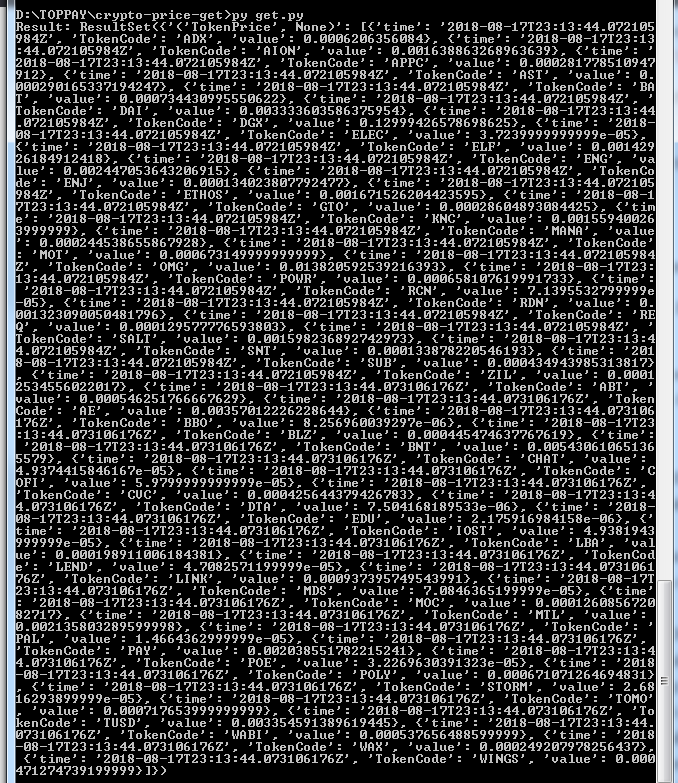 D:\TOPPAY\crypto-price-get>py get.py
Result: ResultSet({'('TokenPrice', None)': [{'time': '2018-08-17T23:13:44.072105
984Z', 'TokenCode': 'ADX', 'value': 0.0006206356084}, {'time': '2018-08-17T23:13
:44.072105984Z', 'TokenCode': 'AION', 'value': 0.001638863268963639}, {'time': '
2018-08-17T23:13:44.072105984Z', 'TokenCode': 'APPC', 'value': 0.000281778510947
912}, {'time': '2018-08-17T23:13:44.072105984Z', 'TokenCode': 'AST', 'value': 0.
000290165337194247}, {'time': '2018-08-17T23:13:44.072105984Z', 'TokenCode': 'BA
T', 'value': 0.000734430995550622}, {'time': '2018-08-17T23:13:44.072105984Z', '
TokenCode': 'DAI', 'value': 0.003333603586375954}, {'time': '2018-08-17T23:13:44
.072105984Z', 'TokenCode': 'DGX', 'value': 0.12999426578698625}, {'time': '2018-
08-17T23:13:44.072105984Z', 'TokenCode': 'ELEC', 'value': 3.7239999999999e-05},
{'time': '2018-08-17T23:13:44.072105984Z', 'TokenCode': 'ELF', 'value': 0.001429
26184912418}, {'time': '2018-08-17T23:13:44.072105984Z', 'TokenCode': 'ENG', 'va
lue': 0.002447053643206915}, {'time': '2018-08-17T23:13:44.072105984Z', 'TokenCo
de': 'ENJ', 'value': 0.000134023807792477}, {'time': '2018-08-17T23:13:44.072105
984Z', 'TokenCode': 'ETHOS', 'value': 0.001671526204423595}, {'time': '2018-08-1
7T23:13:44.072105984Z', 'TokenCode': 'GTO', 'value': 0.000286048930844225}, {'tim
e': '2018-08-17T23:13:44.072105984Z', 'TokenCode': 'KNC', 'value': 0.00155940026
3999999}, {'time': '2018-08-17T23:13:44.072105984Z', 'TokenCode': 'MANA', 'value
': 0.000244538655867928}, {'time': '2018-08-17T23:13:44.072105984Z', 'TokenCode'
: 'MOT', 'value': 0.000673149999999999}, {'time': '2018-08-17T23:13:44.072105984
Z', 'TokenCode': 'OMG', 'value': 0.013820592539216393}, {'time': '2018-08-17T23:
13:44.072105984Z', 'TokenCode': 'POWR', 'value': 0.000658107619991733}, {'time':
'2018-08-17T23:13:44.072105984Z', 'TokenCode': 'RCN', 'value': 7.1395532799999e
-05}, {'time': '2018-08-17T23:13:44.072105984Z', 'TokenCode': 'RDN', 'value': 0.
001323090050481796}, {'time': '2018-08-17T23:13:44.072105984Z', 'TokenCode': 'RE
Q', 'value': 0.000129577776593803}, {'time': '2018-08-17T23:13:44.072105984Z', '
TokenCode': 'SALT', 'value': 0.001598236892742973}, {'time': '2018-08-17T23:13:4
4.072105984Z', 'TokenCode': 'SNT', 'value': 0.000133878220546193}, {'time': '201
8-08-17T23:13:44.072105984Z', 'TokenCode': 'SUB', 'value': 0.000434943985313817}
, {'time': '2018-08-17T23:13:44.072105984Z', 'TokenCode': 'ZIL', 'value': 0.0001
2534556022017}, {'time': '2018-08-17T23:13:44.073106176Z', 'TokenCode': 'ABT', '
value': 0.000546251766667629}, {'time': '2018-08-17T23:13:44.073106176Z', 'Token
Code': 'AE', 'value': 0.003570122262286​44}, {'time': '2018-08-17T23:13:44.073106
176Z', 'TokenCode': 'BBO', 'value': 8.256960039297e-06}, {'time': '2018-08-17T23
:13:44.073106176Z', 'TokenCode': 'BLZ', 'value': 0.000445474637767619}, {'time':
'2018-08-17T23:13:44.073106176Z', 'TokenCode': 'BNT', 'value': 0.00543061065136
5579}, {'time': '2018-08-17T23:13:44.073106176Z', 'TokenCode': 'CHAT', 'value':
4.9374415846167e-05}, {'time': '2018-08-17T23:13:44.073106176Z', 'TokenCode': 'C
OFI', 'value': 5.9799999999999e-05}, {'time': '2018-08-17T23:13:44.073106176Z',
'TokenCode': 'CVC', 'value': 0.000425644379426783}, {'time': '2018-08-17T23:13:4
4.073106176Z', 'TokenCode': 'DTA', 'value': 7.504168189533e-06}, {'time': '2018-
08-17T23:13:44.073106176Z', 'TokenCode': 'EDU', 'value': 2.175916984158e-06}, {'
time': '2018-08-17T23:13:44.073106176Z', 'TokenCode': 'IOST', 'value': 4.9381943
999999e-05}, {'time': '2018-08-17T23:13:44.073106176Z', 'TokenCode': 'LBA', 'val
ue': 0.000198911006184381}, {'time': '2018-08-17T23:13:44.073106176Z', 'TokenCod
e': 'LEND', 'value': 4.7082571199999e-05}, {'time': '2018-08-17T23:13:44.0731061
76Z', 'TokenCode': 'LINK', 'value': 0.000937395749543991}, {'time': '2018-08-17T
23:13:44.073106176Z', 'TokenCode': 'MDS', 'value': 7.0846365199999e-05}, {'time'
: '2018-08-17T23:13:44.073106176Z', 'TokenCode': 'MOC', 'value': 0.0001260856720
82717}, {'time': '2018-08-17T23:13:44.073106176Z', 'TokenCode': 'MTL', 'value':
0.002135803289599998}, {'time': '2018-08-17T23:13:44.073106176Z', 'TokenCode': '
PAL', 'value': 1.4664362999999e-05}, {'time': '2018-08-17T23:13:44.073106176Z',
'TokenCode': 'PAY', 'value': 0.002038551782215241}, {'time': '2018-08-17T23:13:4
4.073106176Z', 'TokenCode': 'POE', 'value': 3.2269630391323e-05}, {'time': '2018
-08-17T23:13:44.073106176Z', 'TokenCode': 'POLY', 'value': 0.000671071264694831}
, {'time': '2018-08-17T23:13:44.073106176Z', 'TokenCode': 'STORM', 'value': 2.68
16293899999e-05}, {'time': '2018-08-17T23:13:44.073106176Z', 'TokenCode': 'TOMO'
, 'value': 0.000717653999999999}, {'time': '2018-08-17T23:13:44.073106176Z', 'To
kenCode': 'TUSD', 'value': 0.003354591389619445}, {'time': '2018-08-17T23:13:44.
073106176Z', 'TokenCode': 'WABI', 'value': 0.000537656488599999}, {'time': '2018
-08-17T23:13:44.073106176Z', 'TokenCode': 'WAX', 'value': 0.000249207978256437},
{'time': '2018-08-17T23:13:44.073106176Z', 'TokenCode': 'WINGS', 'value': 0.000
471274739199999}]})